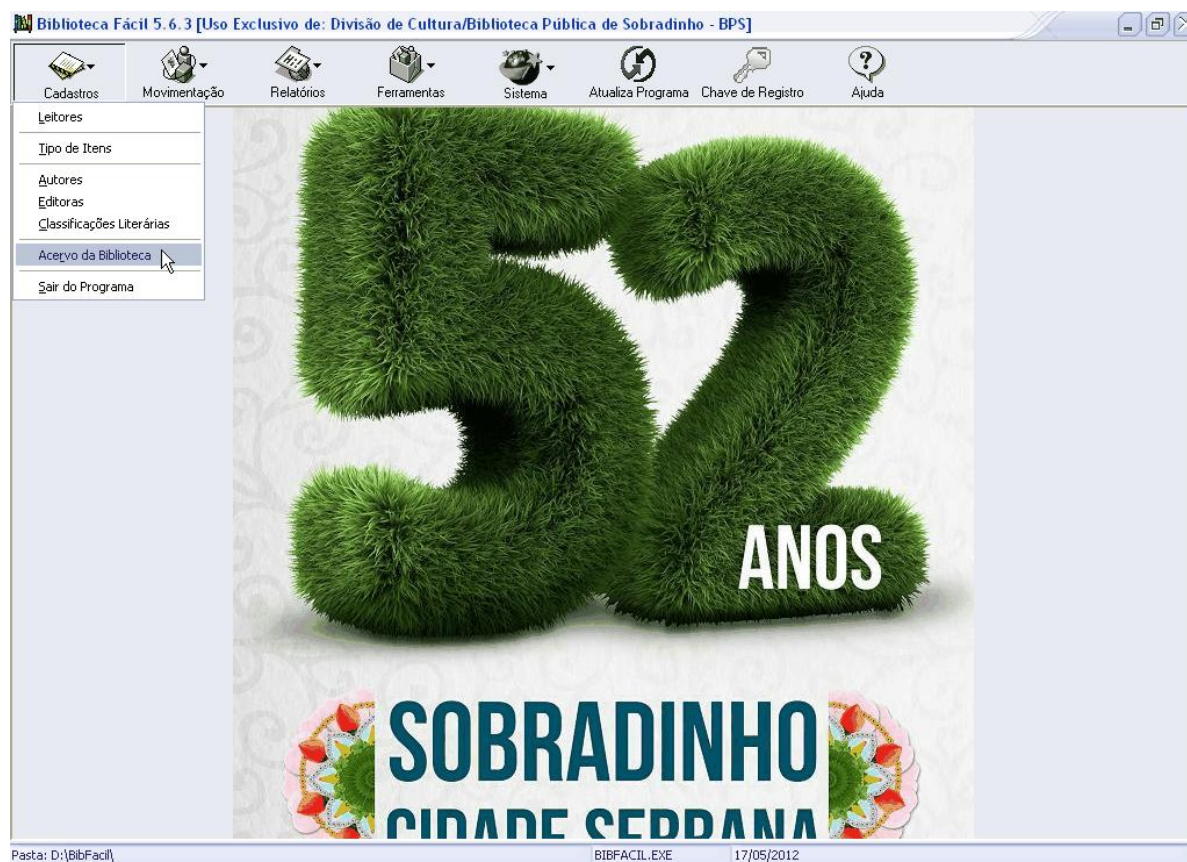 Biblioteca Fácil 5.6.3 [Uso Exclusivo de: Divisão de Cultura/Biblioteca Pública de Sobradinho - BPS]
Cadastros Movimentação Relatórios Ferramentas Sistema Atualiza Programa Chave de Registro Ajuda
Leitores
Tipo de Itens
Autores
Editoras
Classificações Literárias
Acervo da Biblioteca
Sair do Programa
52
ANOS
SOBRADINHO
CIDADE SERRANA
Pasta: D:\BibFacil\ BIBFACIL.EXE 17/05/2012